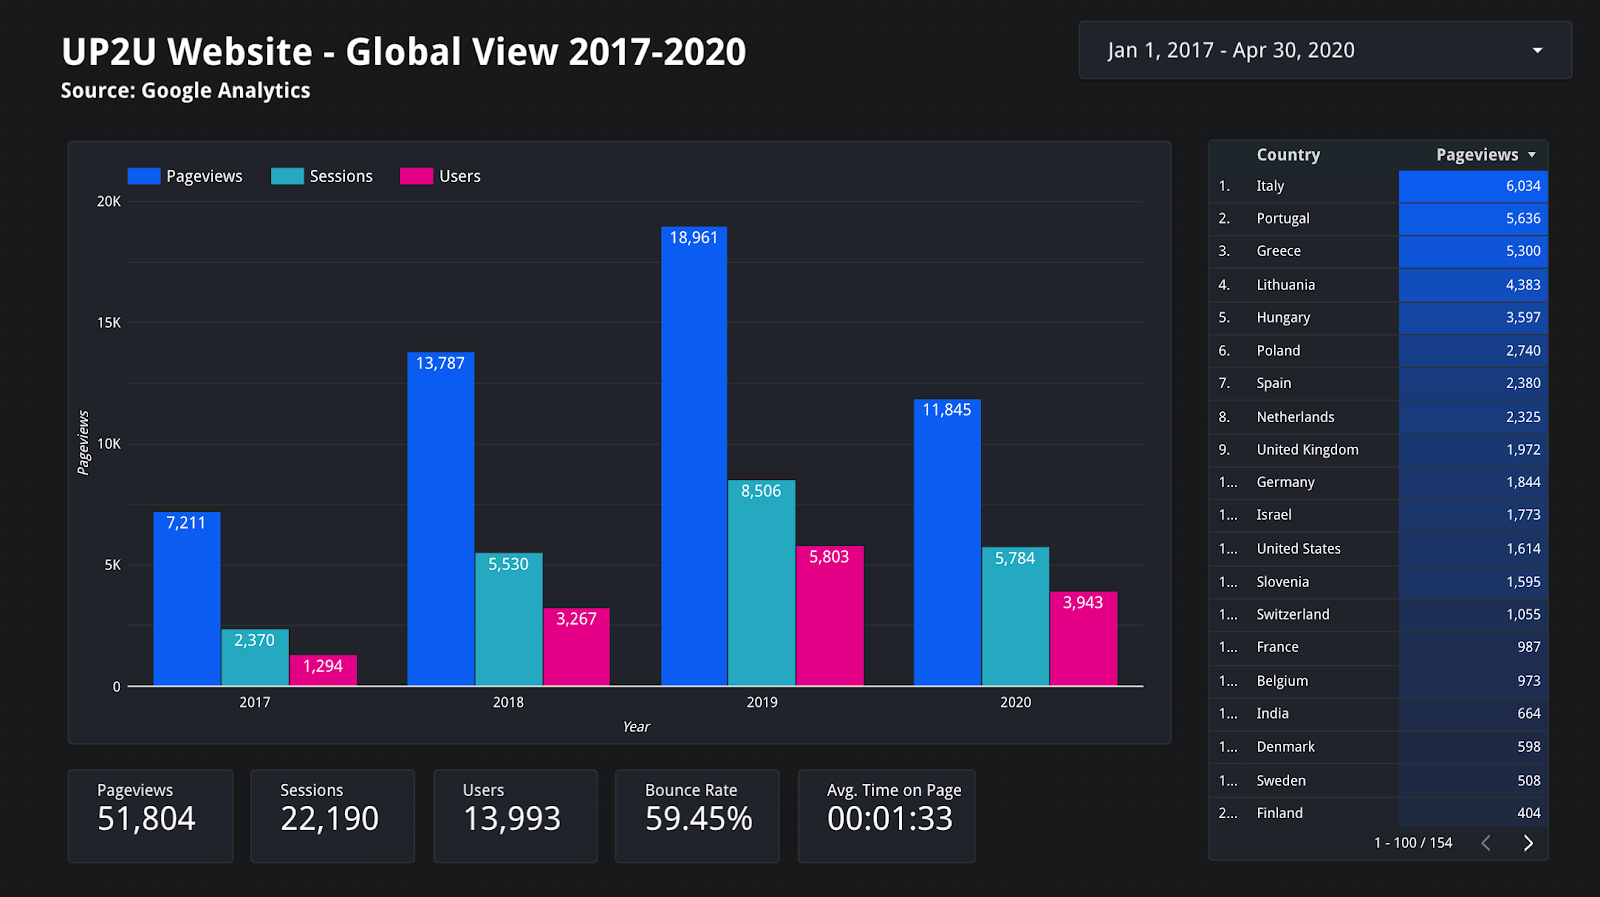 UP2U Website - Global View 2017-2020
Source: Google Analytics
Jan 1, 2017 - Apr 30, 2020
Pageviews Sessions Users
20K
15K
10K
5K
0
Pageviews
7,211
2,370
1,294
13,787
5,530
3,267
18,961
8,506
5,803
11,845
5,784
3,943
2017 2018 2019 2020
Year
Country Pageviews
1. Italy 6,034
2. Portugal 5,636
3. Greece 5,300
4. Lithuania 4,383
5. Hungary 3,597
6. Poland 2,740
7. Spain 2,380
8. Netherlands 2,325
9. United Kingdom 1,972
1... Germany 1,844
1... Israel 1,773
1... United States 1,614
1... Slovenia 1,595
1... Switzerland 1,055
1... France 987
1... Belgium 973
1... India 664
1... Denmark 598
1... Sweden 508
2... Finland 404
1 - 100 / 154
Pageviews
51,804
Sessions
22,190
Users
13,993
Bounce Rate
59.45%
Avg. Time on Page
00:01:33